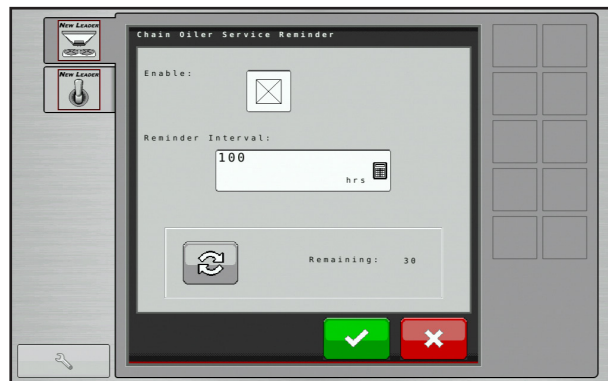 NEW LEADER
NEW LEADER
Chain Oiler Service Reminder
Enable:
Reminder Interval:
100
hrs
Remaining: 30